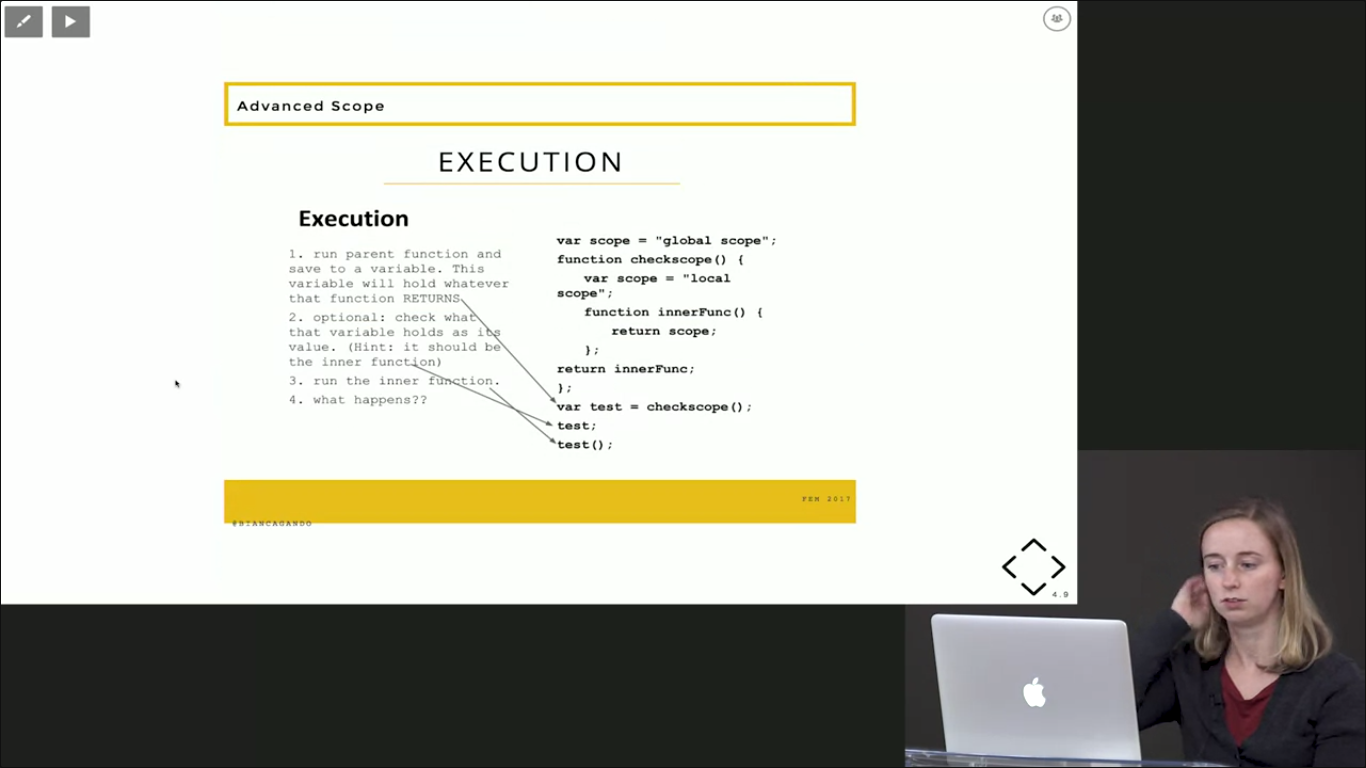 Advanced Scope
EXECUTION
Execution
1. run parent function and
save to a variable. This
variable will hold whatever
that function RETURNS
2. optional: check what
that variable holds as its
value. (Hint: it should be
the inner function)
3. run the inner function.
4. what happens??
var scope = "global scope";
function checkscope() {
var scope = "local
scope";
function innerFunc() {
return scope;
};
return innerFunc;
};
var test = checkscope();
test;
test();
FEM 2017
@BIANCAGANDO
4.9